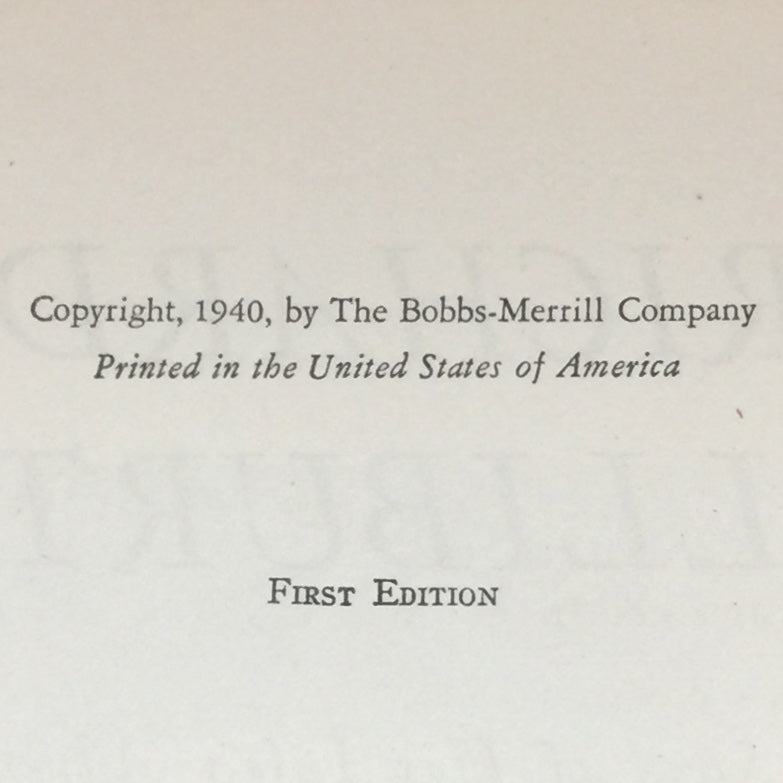 Copyright, 1940, by The Bobbs-Merrill Company
Printed in the United States of America
FIRST EDITION